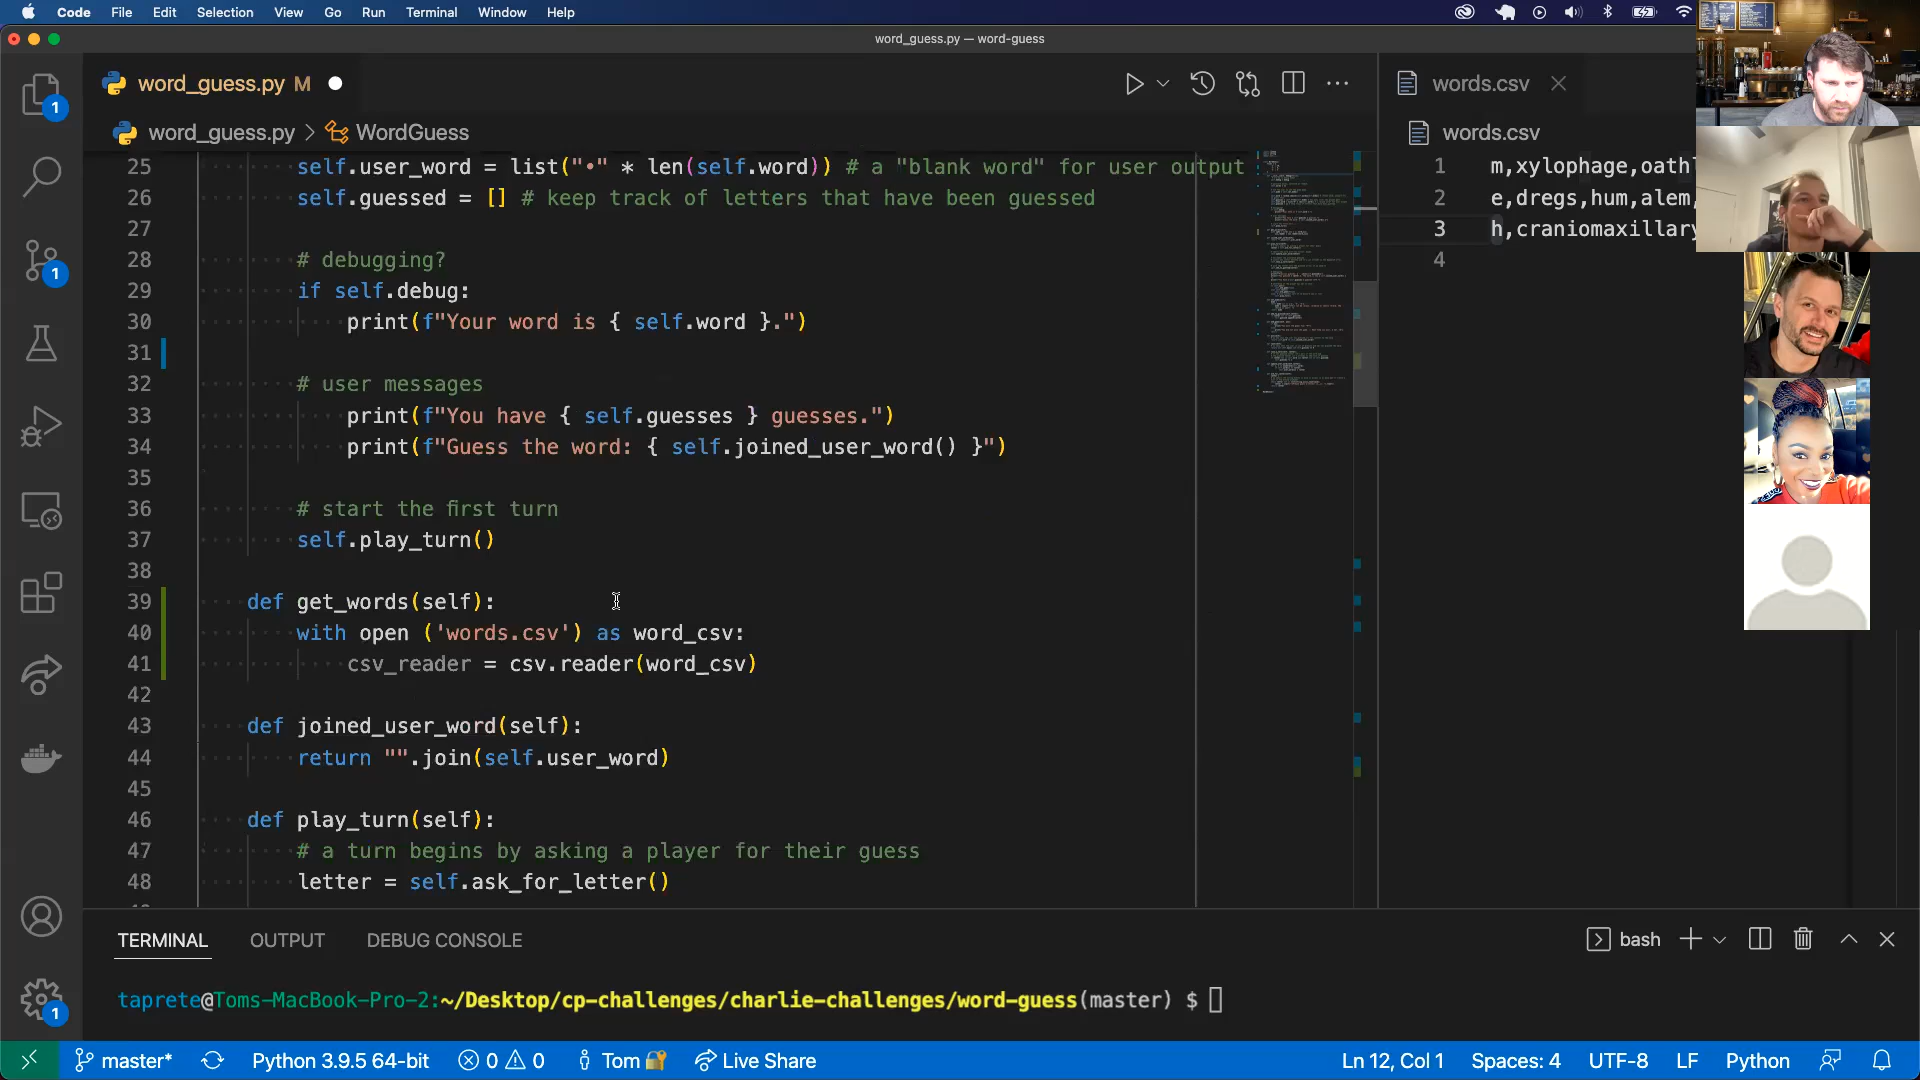 Code File Edit Selection View Go Run Terminal Window Help
word_guess.py — word-guess
word_guess.py M
words.csv
word_guess.py > WordGuess
words.csv
25 self.user_word = list("•" * len(self.word)) # a "blank word" for user output
26 self.guessed = [] # keep track of letters that have been guessed
27
28 # debugging?
29 if self.debug:
30 print(f"Your word is { self.word }.")
31
32 # user messages
33 print(f"You have { self.guesses } guesses.")
34 print(f"Guess the word: { self.joined_user_word() }")
35
36 # start the first turn
37 self.play_turn()
38
39 def get_words(self):
40 with open ('words.csv') as word_csv:
41 csv_reader = csv.reader(word_csv)
42
43 def joined_user_word(self):
44 return "".join(self.user_word)
45
46 def play_turn(self):
47 # a turn begins by asking a player for their guess
48 letter = self.ask_for_letter()
1 m,xylophage,oath
2 e,dregs,hum,alem,
3 h,craniomaxillary
4
1
1
1
TERMINAL OUTPUT DEBUG CONSOLE
bash
taprete@Toms-MacBook-Pro-2:~/Desktop/cp-challenges/charlie-challenges/word-guess(master) $
master* Python 3.9.5 64-bit 0 0 Tom Live Share
Ln 12, Col 1 Spaces: 4 UTF-8 LF Python